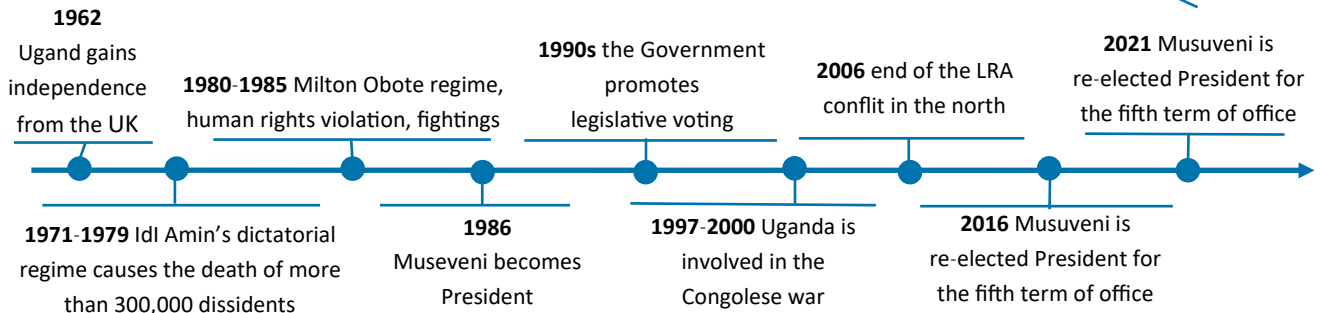 1962
Ugand gains
independence
from the UK
1971-1979 IdI Amin’s dictatorial
regime causes the death of more
than 300,000 dissidents
1980-1985 Milton Obote regime,
human rights violation, fightings
1986
Museveni becomes
President
1990s the Government
promotes
legislative voting
1997-2000 Uganda is
involved in the
Congolese war
2006 end of the LRA
conflit in the north
2016 Musuveni is
re-elected President for
the fifth term of office
2021 Musuveni is
re-elected President for
the fifth term of office